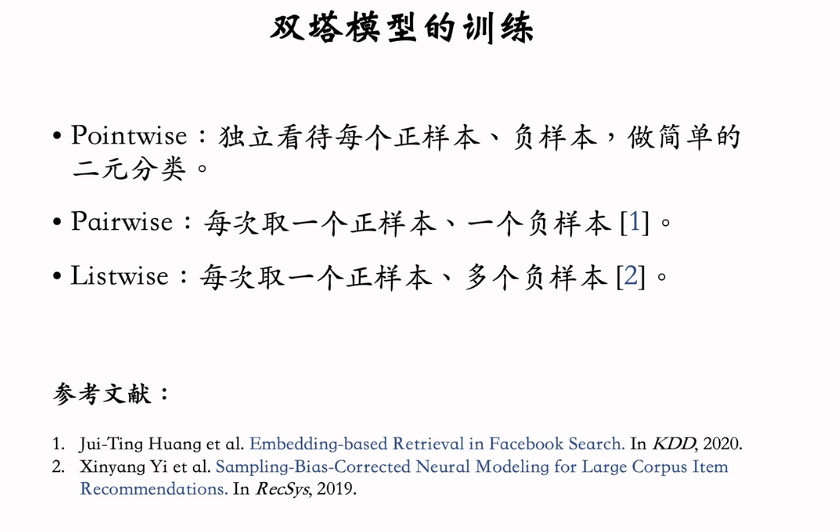 双塔模型的训练
• Pointwise：独立看待每个正样本、负样本，做简单的
二元分类。
• Pairwise：每次取一个正样本、一个负样本 [1]。
• Listwise：每次取一个正样本、多个负样本 [2]。
参考文献：
1. Jui-Ting Huang et al. Embedding-based Retrieval in Facebook Search. In KDD, 2020.
2. Xinyang Yi et al. Sampling-Bias-Corrected Neural Modeling for Large Corpus Item
Recommendations. In RecSys, 2019.